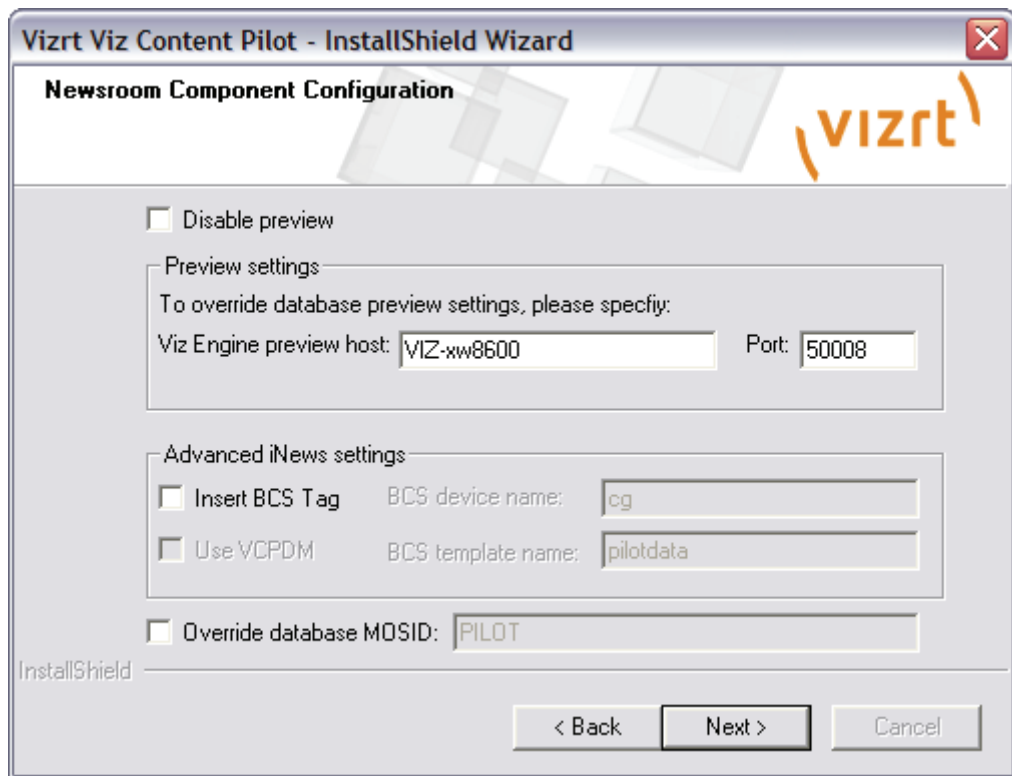 Vizrt Viz Content Pilot - InstallShield Wizard
Newsroom Component Configuration
vizrt
Disable preview
Preview settings
To override database preview settings, please specfiy:
Viz Engine preview host: VIZ-xw8600 Port: 50008
Advanced iNews settings
Insert BCS Tag BCS device name: cg
Use VCPDM BCS template name: pilotdata
Override database MOSID: PILOT
InstallShield
< Back Next > Cancel